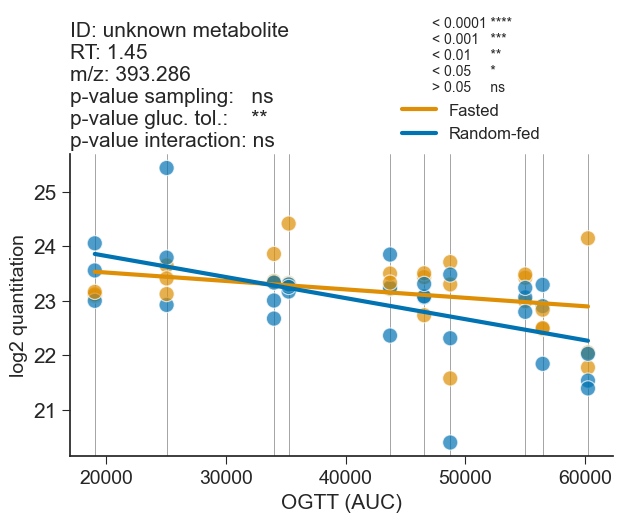 ID: unknown metabolite
RT: 1.45
m/z: 393.286
p-value sampling: ns
p-value gluc. tol.: **
p-value interaction: ns
< 0.0001 ****
< 0.001 ***
< 0.01 **
< 0.05 *
> 0.05 ns
Fasted
Random-fed
log2 quantitation
25
24
23
22
21
20000 30000 40000 50000 60000
OGTT (AUC)